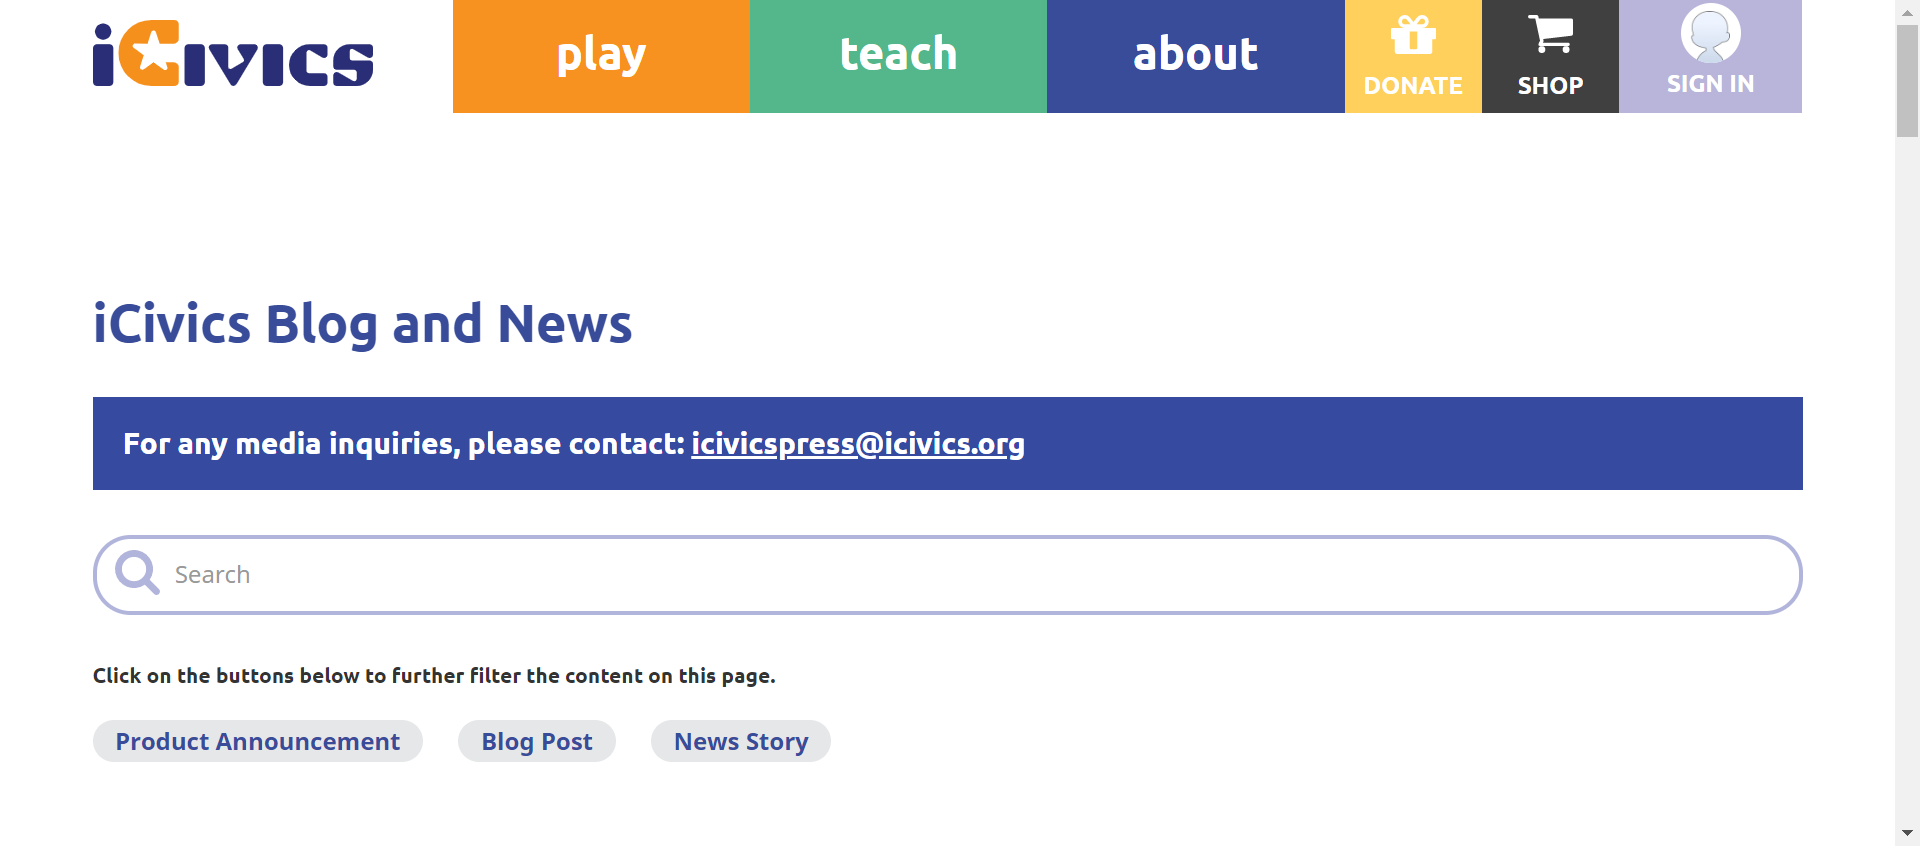 iCivics
play
teach
about
DONATE
SHOP
SIGN IN
iCivics Blog and News
For any media inquiries, please contact: icivicspress@icivics.org
Search
Click on the buttons below to further filter the content on this page.
Product Announcement
Blog Post
News Story